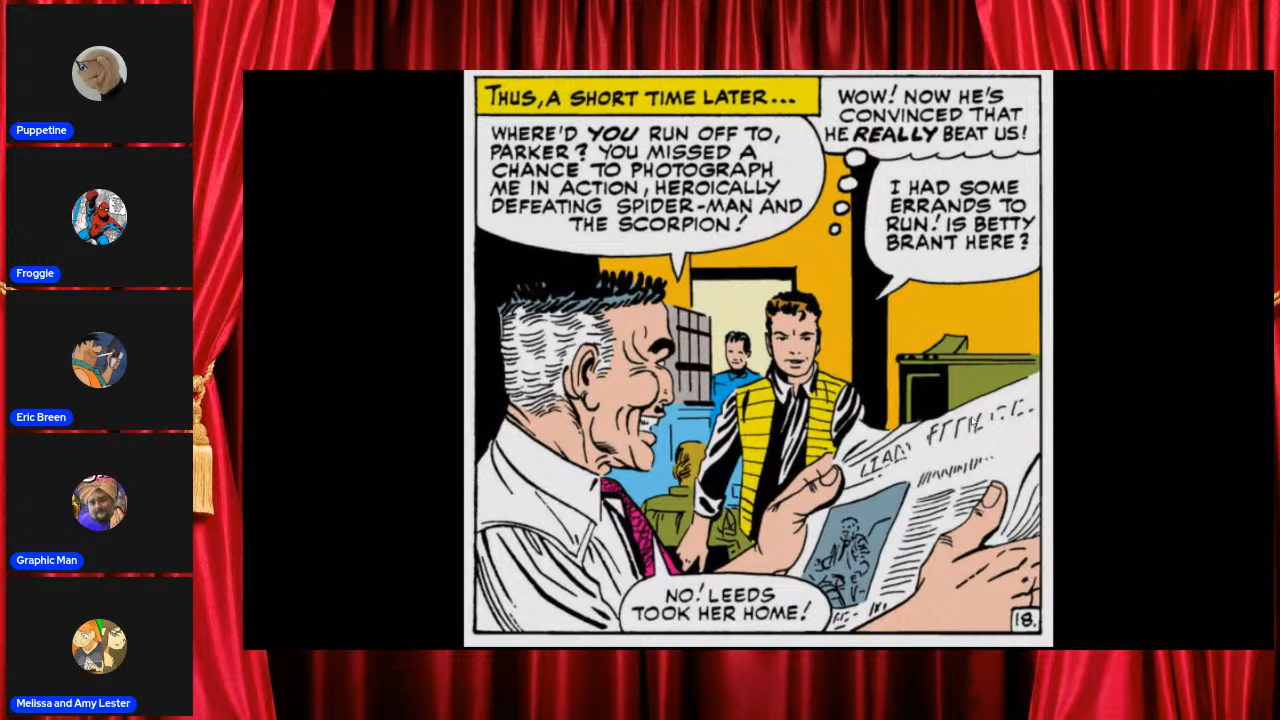 Puppetine
Froggie
Eric Breen
Graphic Man
Melissa and Amy Lester
THUS, A SHORT TIME LATER...
WHERE'D YOU RUN OFF TO,
PARKER? YOU MISSED A
CHANCE TO PHOTOGRAPH
ME IN ACTION, HEROICALLY
DEFEATING SPIDER-MAN AND
THE SCORPION!
WOW! NOW HE'S
CONVINCED THAT
HE REALLY BEAT US!
I HAD SOME
ERRANDS TO
RUN! IS BETTY
BRANT HERE?
NO! LEEDS
TOOK HER HOME!
18.